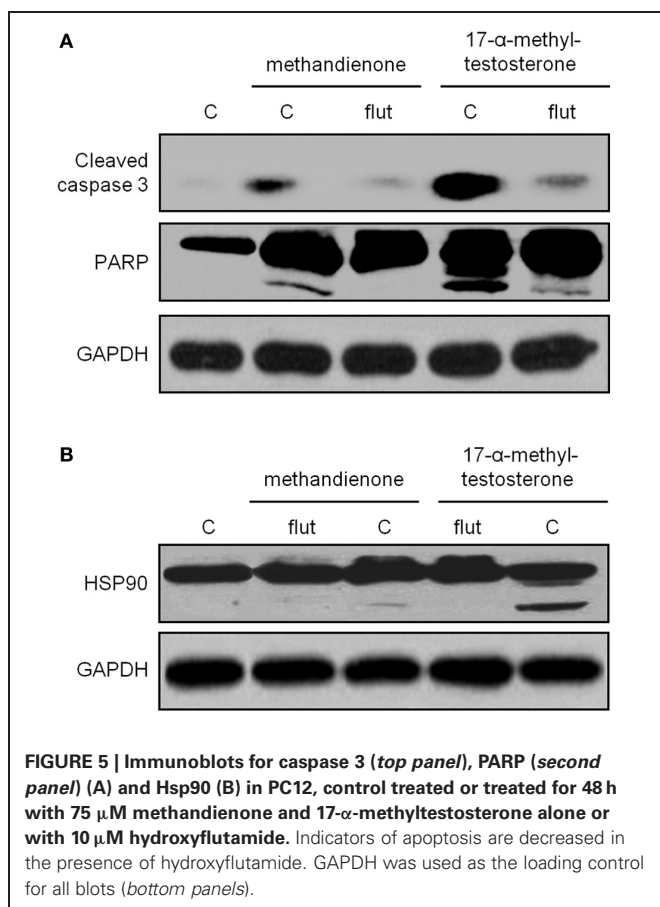 A
17-α-methyl-
methandienone testosterone
C C flut C flut
Cleaved
caspase 3
PARP
GAPDH
B
17-α-methyl-
methandienone testosterone
C flut C flut C
HSP90
GAPDH
FIGURE 5 | Immunoblots for caspase 3 (top panel), PARP (second
panel) (A) and Hsp90 (B) in PC12, control treated or treated for 48 h
with 75 μM methandienone and 17-α-methyltestosterone alone or
with 10 μM hydroxyflutamide. Indicators of apoptosis are decreased in
the presence of hydroxyflutamide. GAPDH was used as the loading control
for all blots (bottom panels).